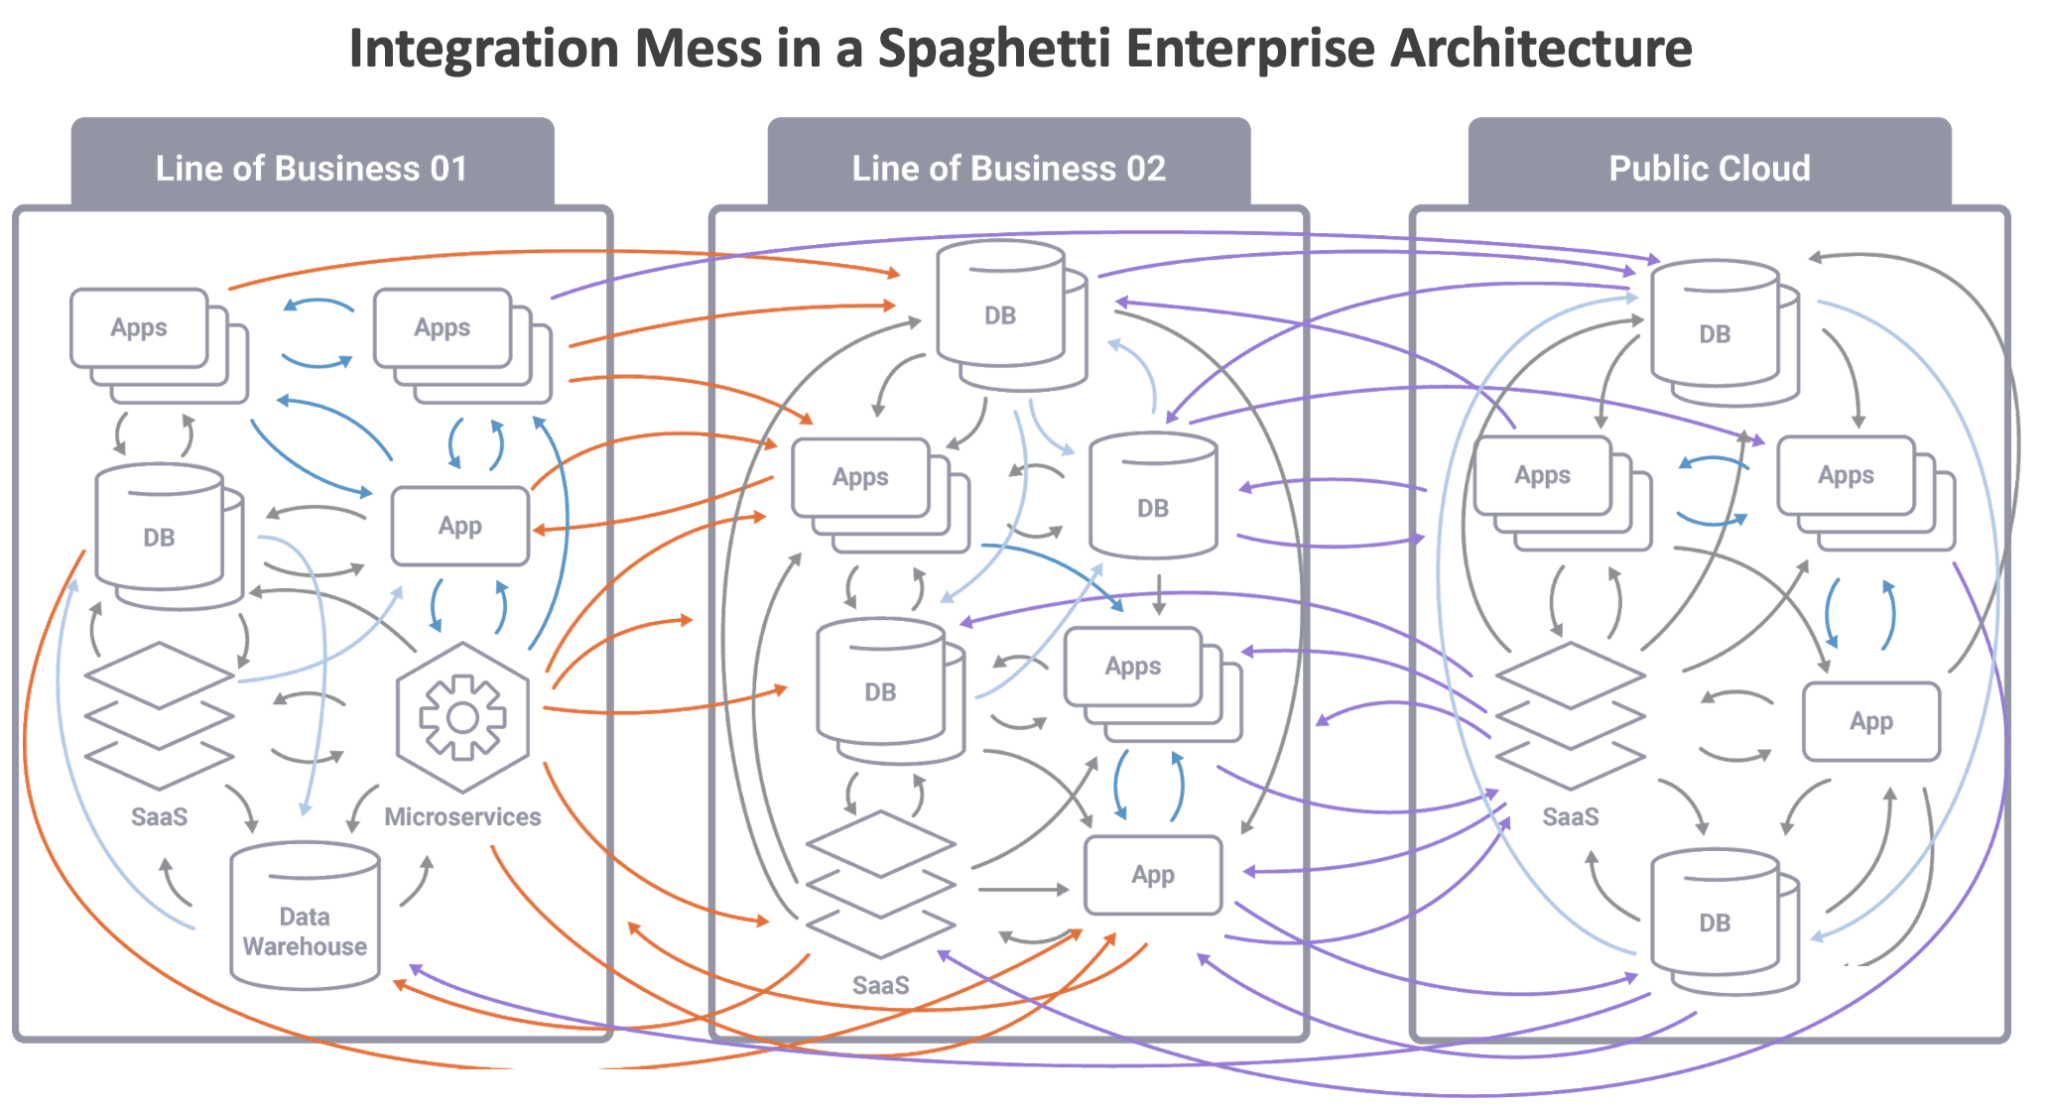 Integration Mess in a Spaghetti Enterprise Architecture
Line of Business 01
Apps
Apps
DB
App
SaaS
Microservices
Data
Warehouse
Line of Business 02
DB
Apps
DB
DB
Apps
App
SaaS
Public Cloud
DB
Apps
Apps
SaaS
App
DB